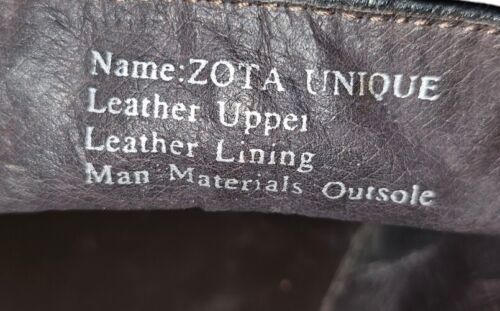 Name:ZOTA UNIQUE
Leather Upper
Leather Lining
Man Materials Outsole